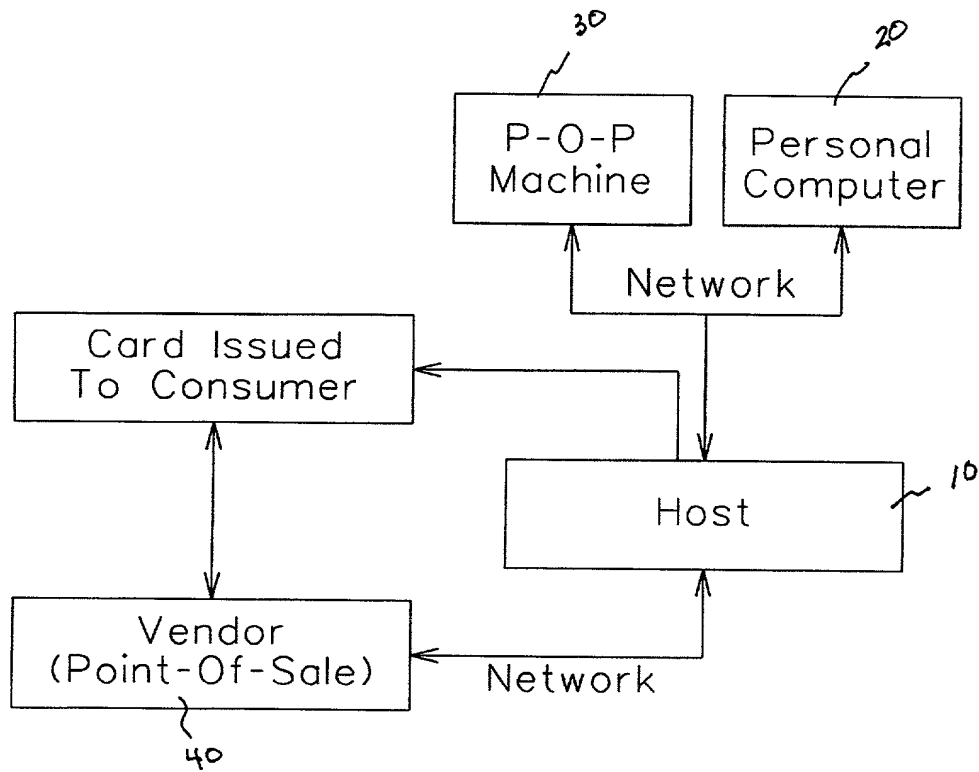 30
20
P-O-P
Machine
Personal
Computer
Network
Card Issued
To Consumer
Host
10
Vendor
(Point-Of-Sale)
Network
40